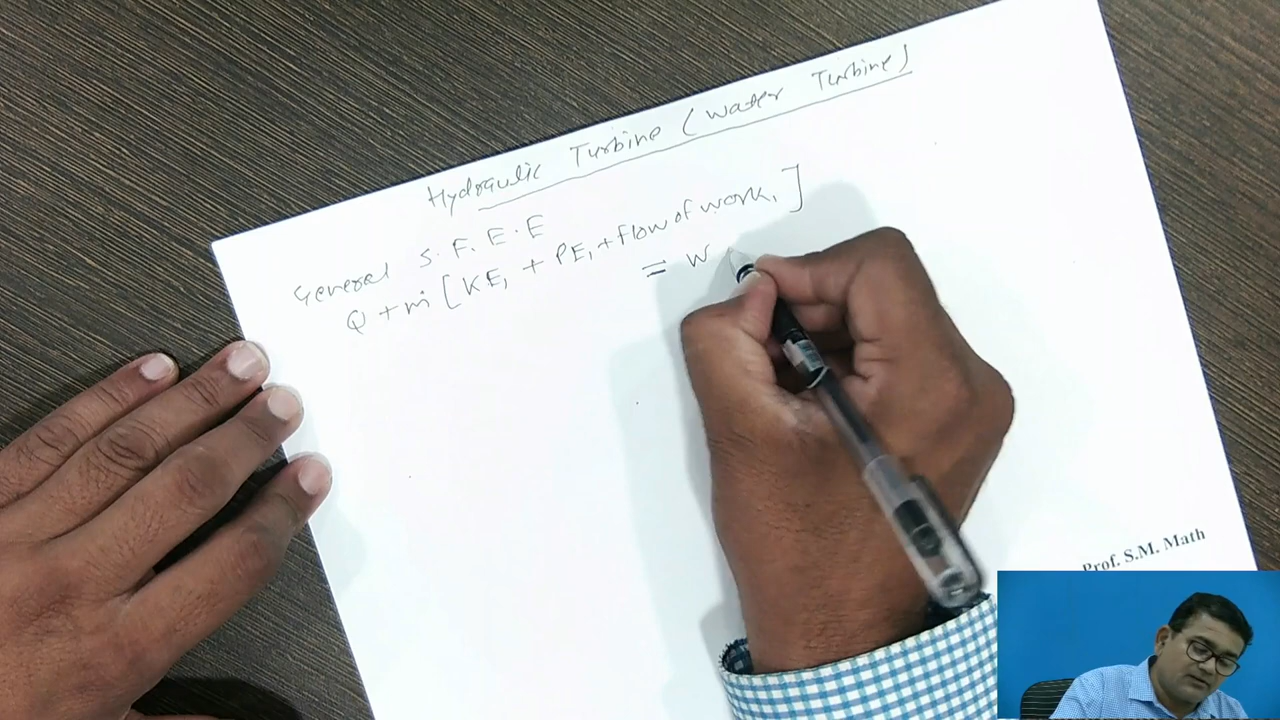 Hydraulic Turbine (Water Turbine)
General S.F.E.E
Q + ṁ [KE₁ + PE₁ + flow of work₁]
= W
Prof. S.M. Math